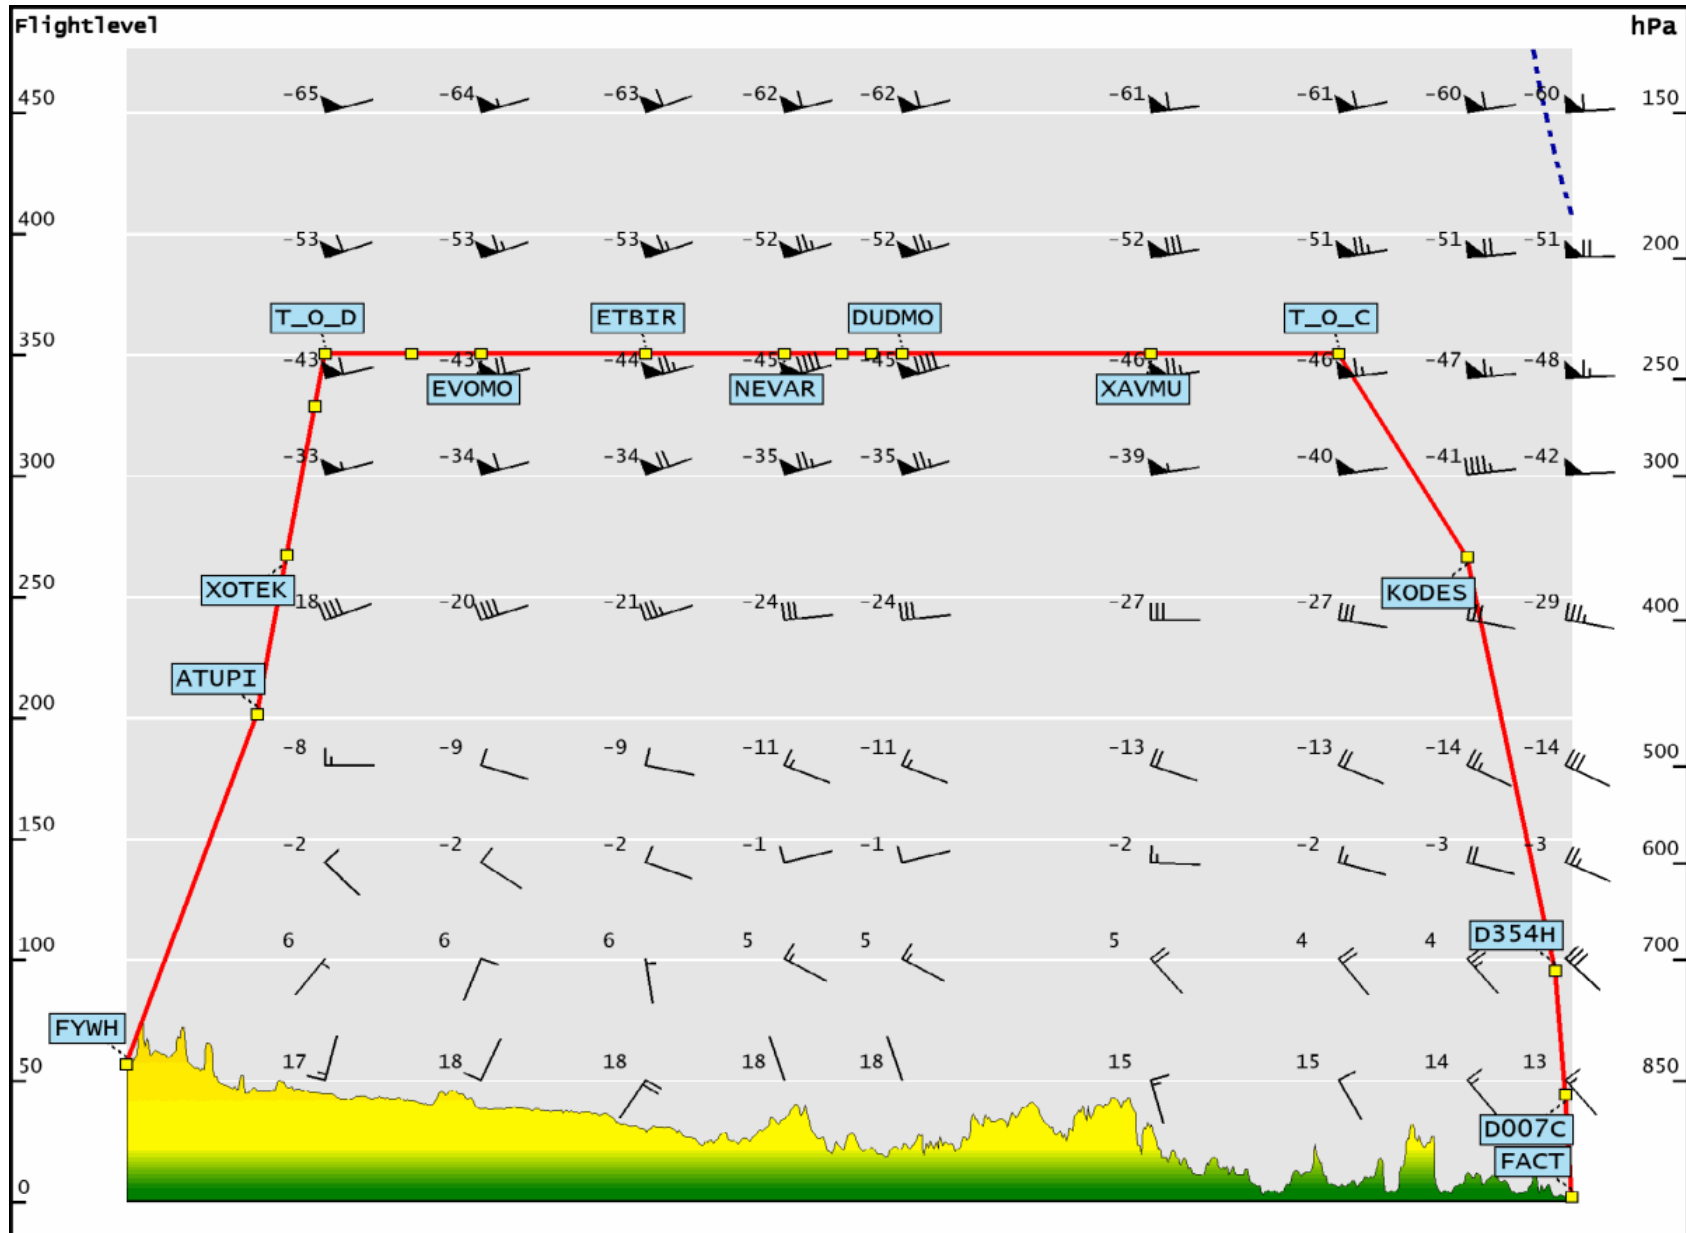 Flightlevel hPa
450 -65 -64 -63 -62 -62 -61 -61 -60 -60 150
400 -53 -53 -53 -52 -52 -52 -51 -51 -51 200
T_O_D ETBIR DUDMO T_O_C
350 -43 -43 -44 -45 -45 -46 -46 -47 -48 250
EVOMO NEVAR XAVMU
300 -33 -34 -34 -35 -35 -39 -40 -41 -42 300
250 XOTEK 18 -20 -21 -24 -24 -27 -27 KODES -29 400
ATUPI
200 -8 -9 -9 -11 -11 -13 -13 -14 -14 500
150 -2 -2 -2 -1 -1 -2 -2 -3 -3 600
100 6 6 6 5 5 5 4 4 D354H 700
FYWH
50 17 18 18 18 18 15 15 14 13 850
D007C
FACT
0